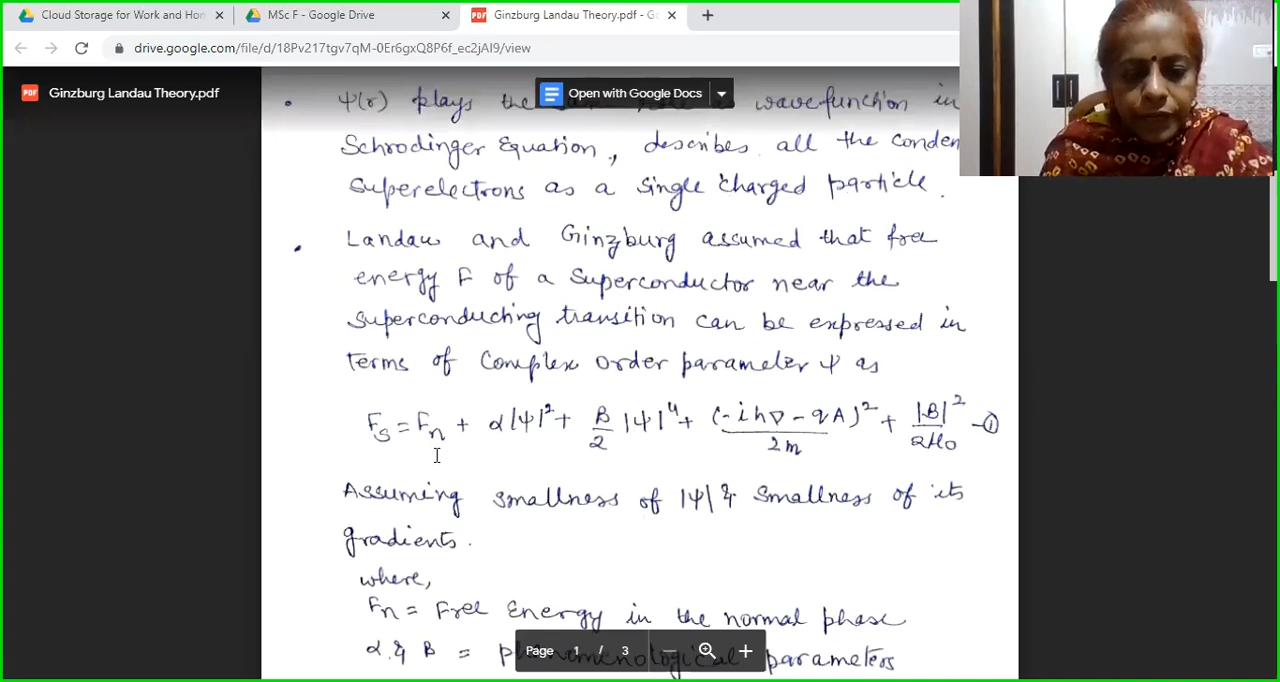 Cloud Storage for Work and Hon
MSc F - Google Drive
Ginzburg Landau Theory.pdf - Go
drive.google.com/file/d/18Pv217tgv7qM-0Er6gxQ8P6f_ec2jAI9/view
Ginzburg Landau Theory.pdf
Open with Google Docs
• Ψ(r) plays the wavefunction in
Schrodinger Equation, describes all the conden
Superelectrons as a single charged particle.
• Landau and Ginzburg assumed that free
energy F of a Superconductor near the
superconducting transition can be expressed in
terms of Complex Order parameter Ψ as
Fs = Fn + α|Ψ|² + β/2 |Ψ|⁴ + (-iℏ∇ - qA)²/2m + |B|²/2μ₀ -①
Assuming smallness of |Ψ| & smallness of its
gradients.
where,
Fn = Free Energy in the normal phase
α & β = phenomenological parameters
Page 1 / 3